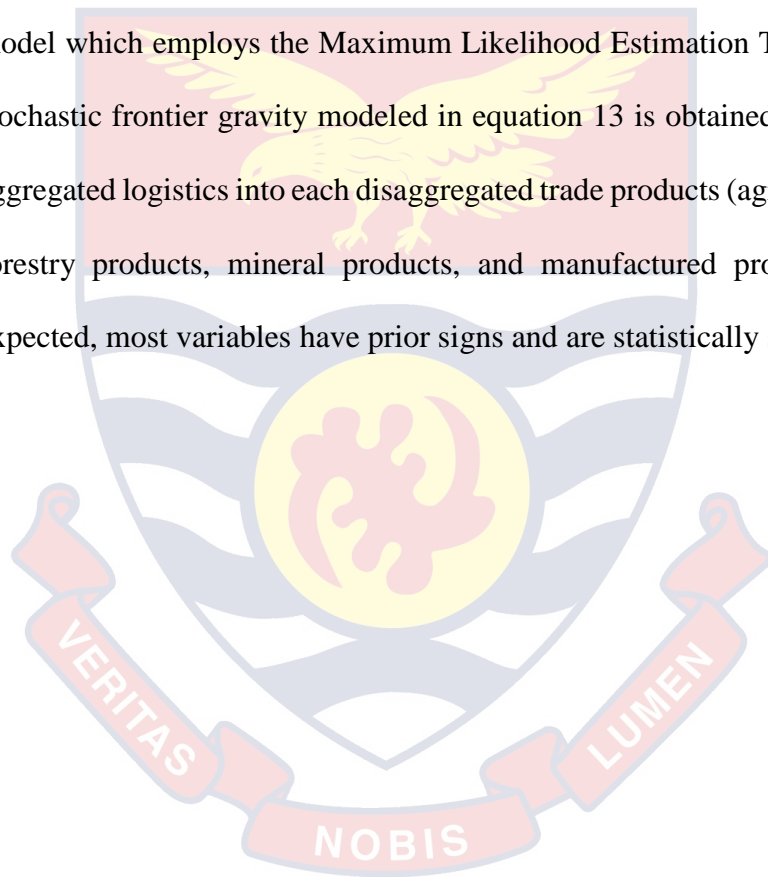 odel which employs the Maximum Likelihood Estimation T
ochastic frontier gravity modeled in equation 13 is obtained
ggregated logistics into each disaggregated trade products (ag
orestry products, mineral products, and manufactured pro
xpected, most variables have prior signs and are statistically
VERITAS
NOBIS
LUMEN